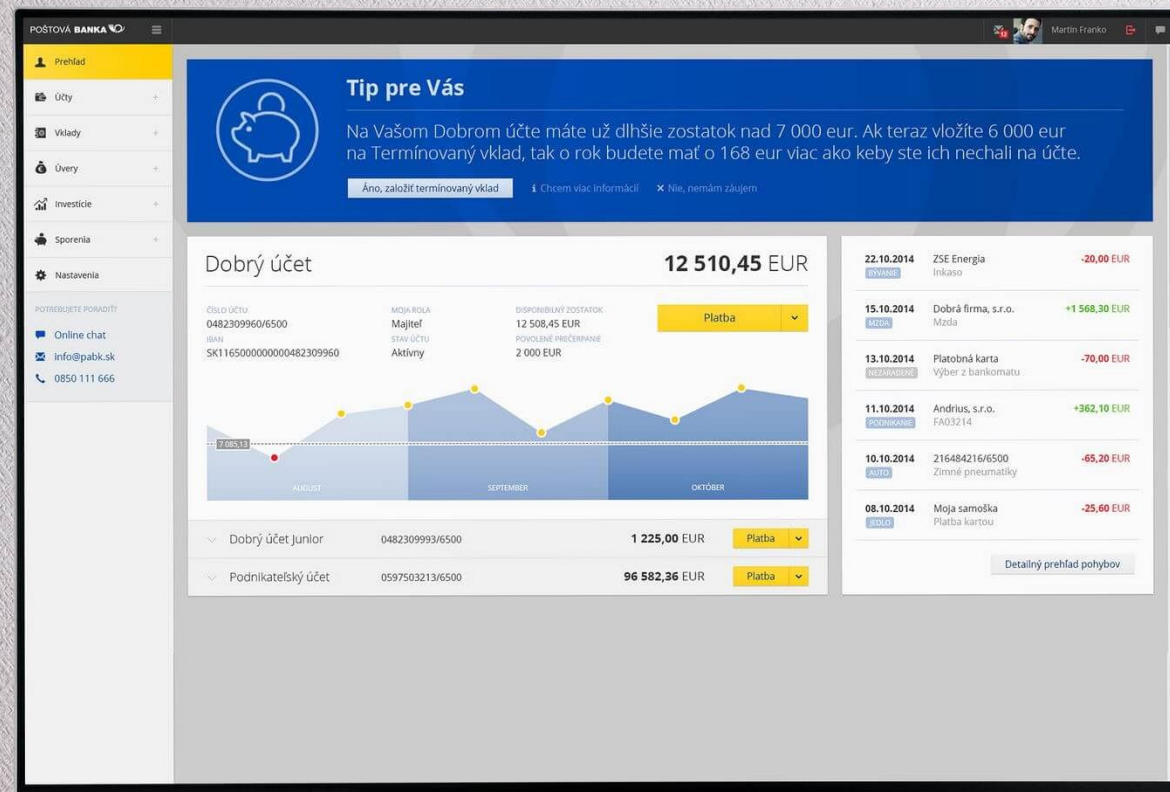 POŠTOVÁ BANKA
12
Martin Franko
Prehľad
Účty
Vklady
Úvery
Investície
Sporenia
Nastavenia
POTREBUJETE PORADIŤ?
Online chat
info@pabk.sk
0850 111 666
Tip pre Vás
Na Vašom Dobrom účte máte už dlhšie zostatok nad 7 000 eur. Ak teraz vložíte 6 000 eur
na Termínovaný vklad, tak o rok budete mať o 168 eur viac ako keby ste ich nechali na účte.
Áno, založiť termínovaný vklad
i Chcem viac informácií
× Nie, nemám záujem
Dobrý účet
12 510,45 EUR
ČÍSLO ÚČTU
0482309960/6500
IBAN
SK1165000000000482309960
MOJA ROLA
Majiteľ
STAV ÚČTU
Aktívny
DISPONIBILNÝ ZOSTATOK
12 508,45 EUR
POVOLENÉ PREČERPANIE
2 000 EUR
Platba
7 085,13
AUGUST
SEPTEMBER
OKTÓBER
Dobrý účet Junior
0482309993/6500
1 225,00 EUR
Platba
Podnikateľský účet
0597503213/6500
96 582,36 EUR
Platba
22.10.2014 ZSE Energia -20,00 EUR
BÝVANIE Inkaso
15.10.2014 Dobrá firma, s.r.o. +1 568,30 EUR
MZDA Mzda
13.10.2014 Platobná karta -70,00 EUR
NEZARADENÉ Výber z bankomatu
11.10.2014 Andrius, s.r.o. +362,10 EUR
PODNIKANIE FA03214
10.10.2014 216484216/6500 -65,20 EUR
AUTO Zimné pneumatiky
08.10.2014 Moja samoška -25,60 EUR
JEDLO Platba kartou
Detailný prehľad pohybov